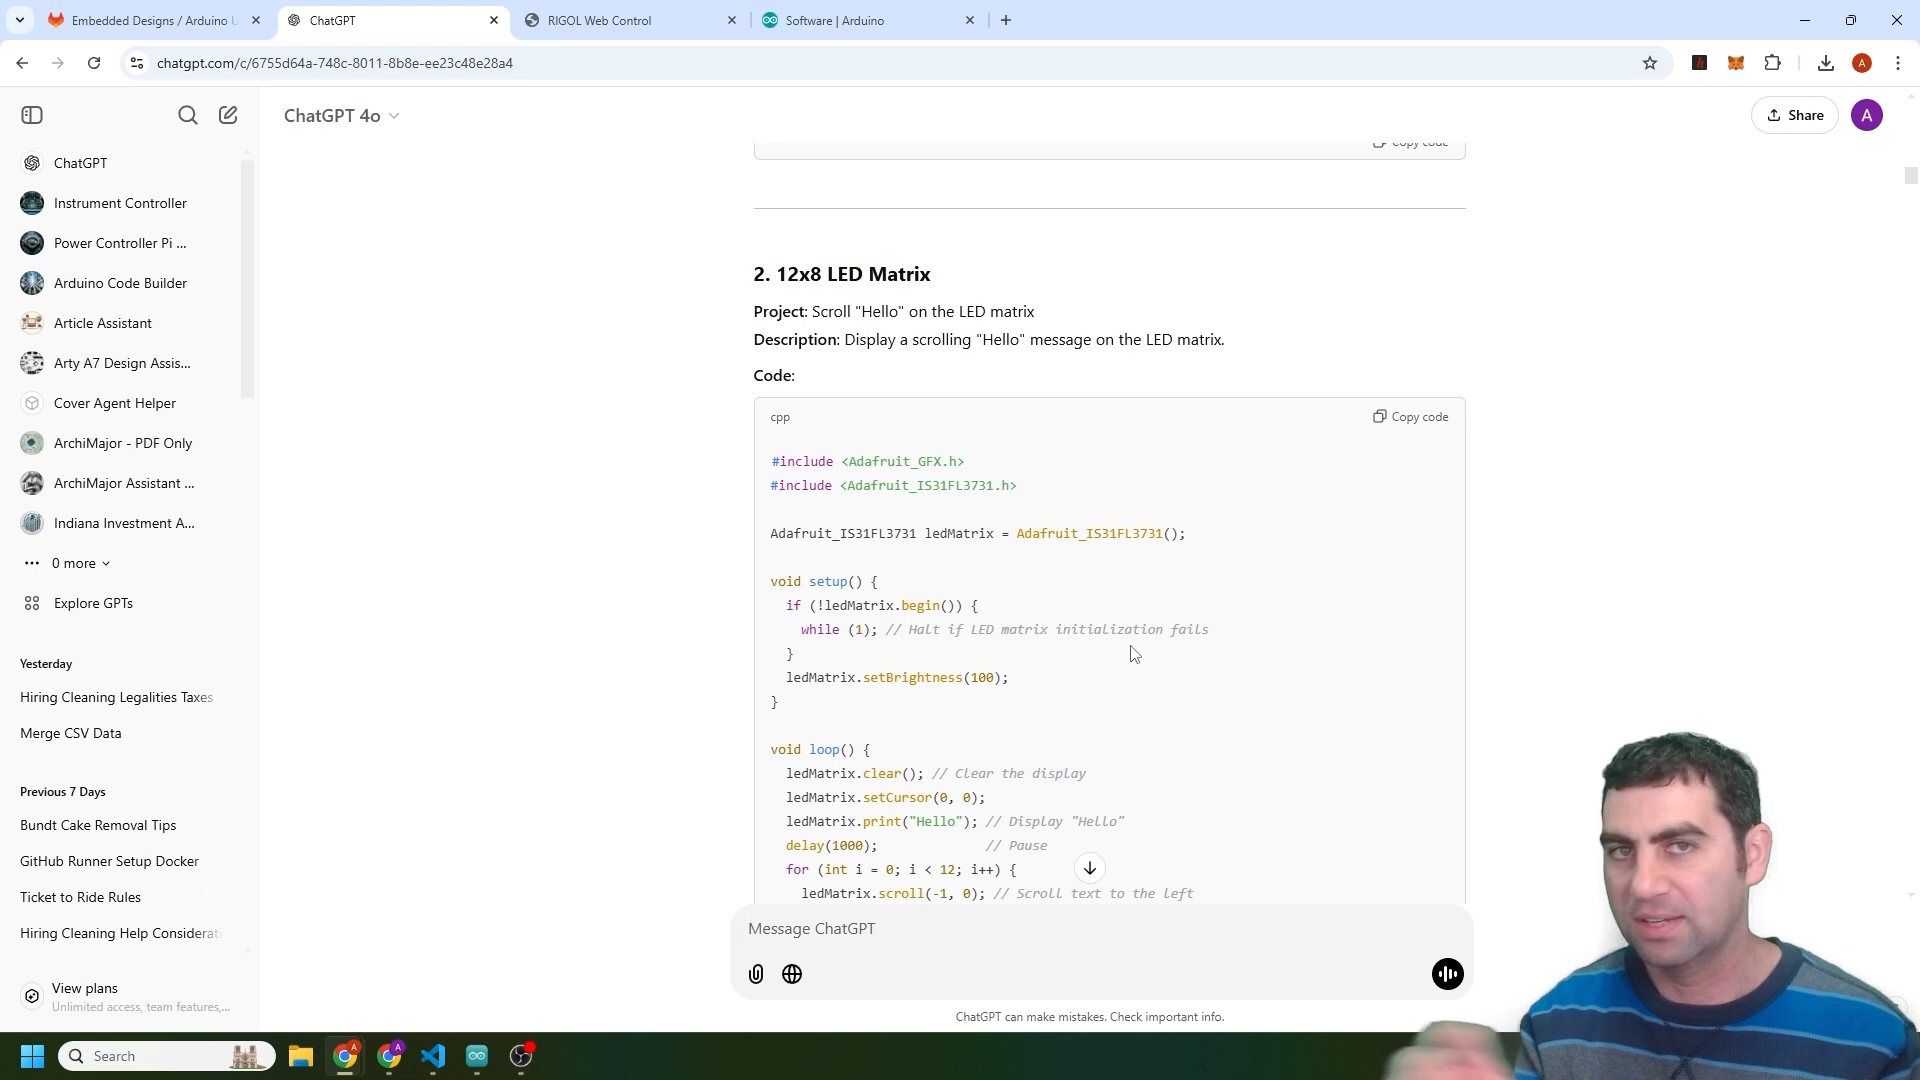 Embedded Designs / Arduino U
ChatGPT
RIGOL Web Control
Software | Arduino
chatgpt.com/c/6755d64a-748c-8011-8b8e-ee23c48e28a4
A
ChatGPT 4o
Share
A
ChatGPT
Instrument Controller
Power Controller Pi ...
Arduino Code Builder
Article Assistant
Arty A7 Design Assis...
Cover Agent Helper
ArchiMajor - PDF Only
ArchiMajor Assistant ...
Indiana Investment A...
0 more
Explore GPTs
Yesterday
Hiring Cleaning Legalities Taxes
Merge CSV Data
Previous 7 Days
Bundt Cake Removal Tips
GitHub Runner Setup Docker
Ticket to Ride Rules
Hiring Cleaning Help Considerat
View plans
Unlimited access, team features,...
Copy code
2. 12x8 LED Matrix
Project: Scroll "Hello" on the LED matrix
Description: Display a scrolling "Hello" message on the LED matrix.
Code:
cpp
Copy code
#include <Adafruit_GFX.h>
#include <Adafruit_IS31FL3731.h>
Adafruit_IS31FL3731 ledMatrix = Adafruit_IS31FL3731();
void setup() {
if (!ledMatrix.begin()) {
while (1); // Halt if LED matrix initialization fails
}
ledMatrix.setBrightness(100);
}
void loop() {
ledMatrix.clear(); // Clear the display
ledMatrix.setCursor(0, 0);
ledMatrix.print("Hello"); // Display "Hello"
delay(1000); // Pause
for (int i = 0; i < 12; i++) {
ledMatrix.scroll(-1, 0); // Scroll text to the left
Message ChatGPT
ChatGPT can make mistakes. Check important info.
Search